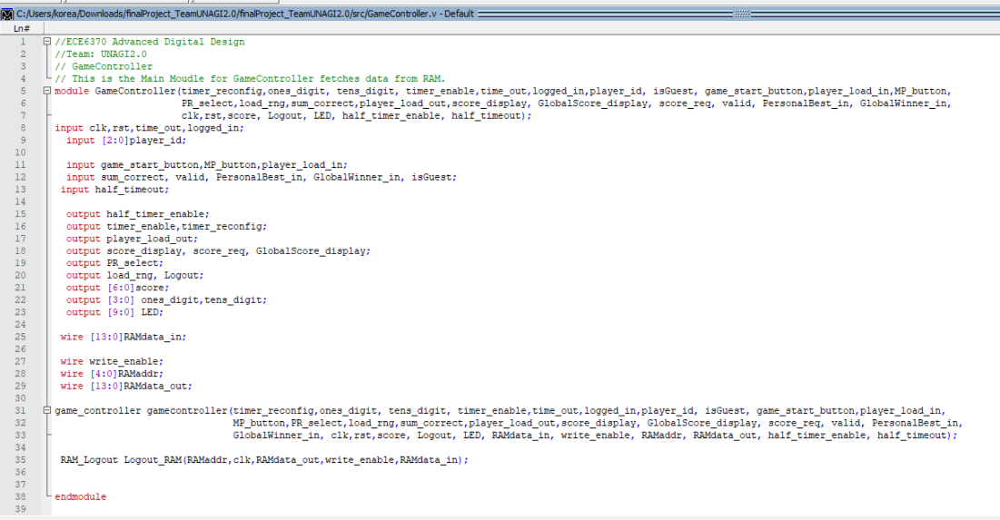 C:/Users/korea/Downloads/finalProject_TeamUNAGI2.0/finalProject_TeamUNAGI2.0/src/GameController.v - Default
Ln#
1 //ECE6370 Advanced Digital Design
2 //Team: UNAGI2.0
3 // GameController
4 // This is the Main Moudle for GameController fetches data from RAM.
5 module GameController(timer_reconfig,ones_digit, tens_digit, timer_enable,time_out,logged_in,player_id, isGuest, game_start_button,player_load_in,MP_button,
6 PR_select,load_rng,sum_correct,player_load_out,score_display, GlobalScore_display, score_req, valid, PersonalBest_in, GlobalWinner_in,
7 clk,rst,score, Logout, LED, half_timer_enable, half_timeout);
8 input clk,rst,time_out,logged_in;
9 input [2:0]player_id;
10
11 input game_start_button,MP_button,player_load_in;
12 input sum_correct, valid, PersonalBest_in, GlobalWinner_in, isGuest;
13 input half_timeout;
14
15 output half_timer_enable;
16 output timer_enable,timer_reconfig;
17 output player_load_out;
18 output score_display, score_req, GlobalScore_display;
19 output PR_select;
20 output load_rng, Logout;
21 output [6:0]score;
22 output [3:0] ones_digit,tens_digit;
23 output [9:0] LED;
24
25 wire [13:0]RAMdata_in;
26
27 wire write_enable;
28 wire [4:0]RAMaddr;
29 wire [13:0]RAMdata_out;
30
31 game_controller gamecontroller(timer_reconfig,ones_digit, tens_digit, timer_enable,time_out,logged_in,player_id, isGuest, game_start_button,player_load_in,
32 MP_button,PR_select,load_rng,sum_correct,player_load_out,score_display, GlobalScore_display, score_req, valid, PersonalBest_in,
33 GlobalWinner_in, clk,rst,score, Logout, LED, RAMdata_in, write_enable, RAMaddr, RAMdata_out, half_timer_enable, half_timeout);
34
35 RAM_Logout Logout_RAM(RAMaddr,clk,RAMdata_out,write_enable,RAMdata_in);
36
37
38 endmodule
39